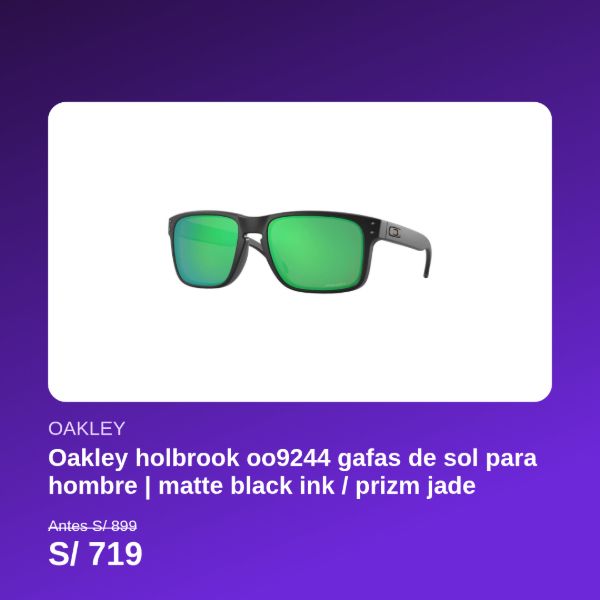 OAKLEY
Oakley holbrook oo9244 gafas de sol para
hombre | matte black ink / prizm jade
Antes S/ 899
S/ 719